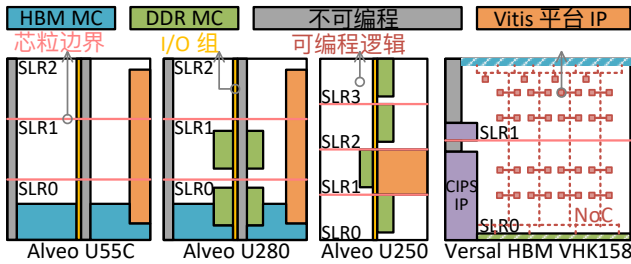 HBM MC DDR MC 不可编程 Vitis 平台 IP
芯粒边界 I/O 组 可编程逻辑
SLR2
SLR1
SLR0
Alveo U55C
SLR2
SLR1
SLR0
Alveo U280
SLR3
SLR2
SLR1
SLR0
Alveo U250
SLR1
CIPS
IP
SLR0
NoC
Versal HBM VHK158